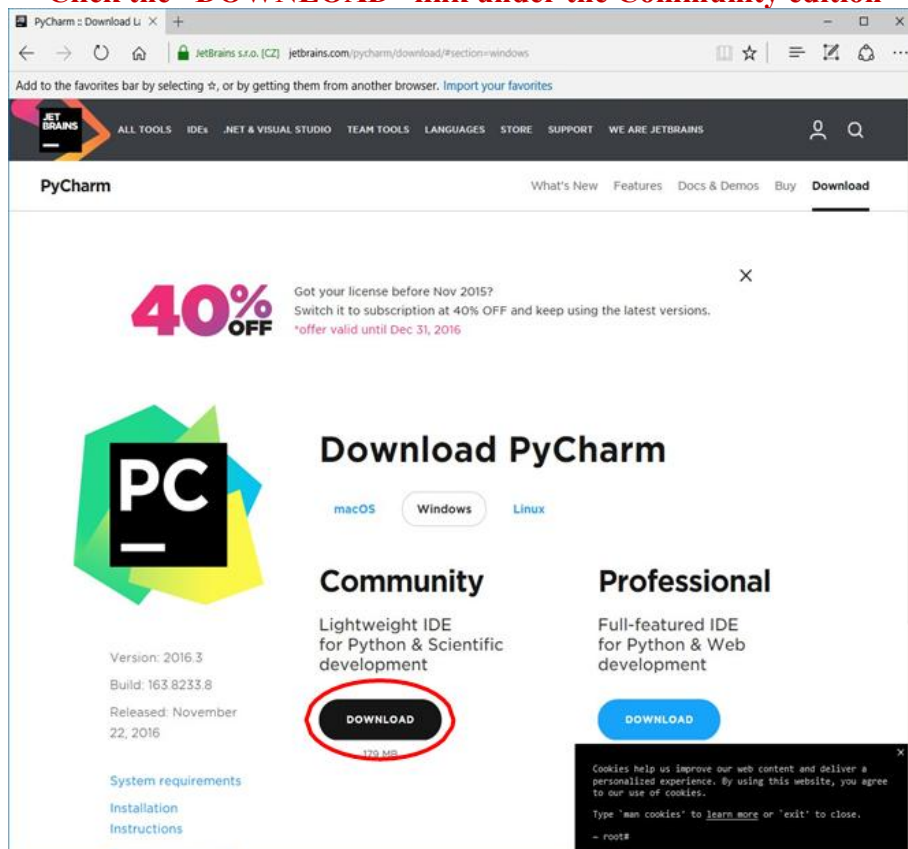 Click the "DOWNLOAD" link under the Community edition
PyCharm :: Download La
JetBrains s.r.o. [CZ] jetbrains.com/pycharm/download/#section=windows
Add to the favorites bar by selecting ☆, or by getting them from another browser. Import your favorites
JET
BRAINS
ALL TOOLS IDEs .NET & VISUAL STUDIO TEAM TOOLS LANGUAGES STORE SUPPORT WE ARE JETBRAINS
PyCharm What's New Features Docs & Demos Buy Download
40%
OFF
Got your license before Nov 2015?
Switch it to subscription at 40% OFF and keep using the latest versions.
*offer valid until Dec 31, 2016
PC
Download PyCharm
macOS Windows Linux
Community
Lightweight IDE
for Python & Scientific
development
DOWNLOAD
179 MB
Professional
Full-featured IDE
for Python & Web
development
DOWNLOAD
Version: 2016.3
Build: 163.8233.8
Released: November
22, 2016
System requirements
Installation
Instructions
Cookies help us improve our web content and deliver a
personalized experience. By using this website, you agree
to our use of cookies.
Type `man cookies' to learn more or `exit' to close.
~ root#